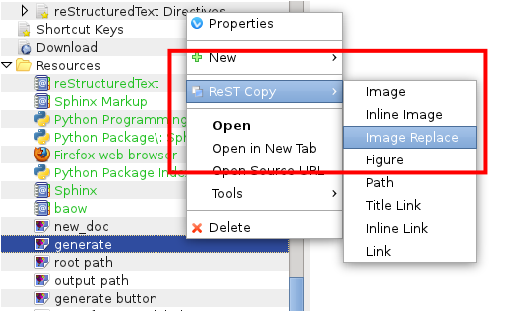 reStructuredTex: Directives
Shortcut Keys
Download
Resources
reStructuredTex:
Sphinx Markup
Python Programming
Python Package\: Sph
Firefox web browser
Python Package Index
Sphinx
baow
new_doc
generate
root path
output path
generate button
Properties
New
ReST Copy
Open
Open in New Tab
Open Source URL
Tools
Delete
Image
Inline Image
Image Replace
Figure
Path
Title Link
Inline Link
Link